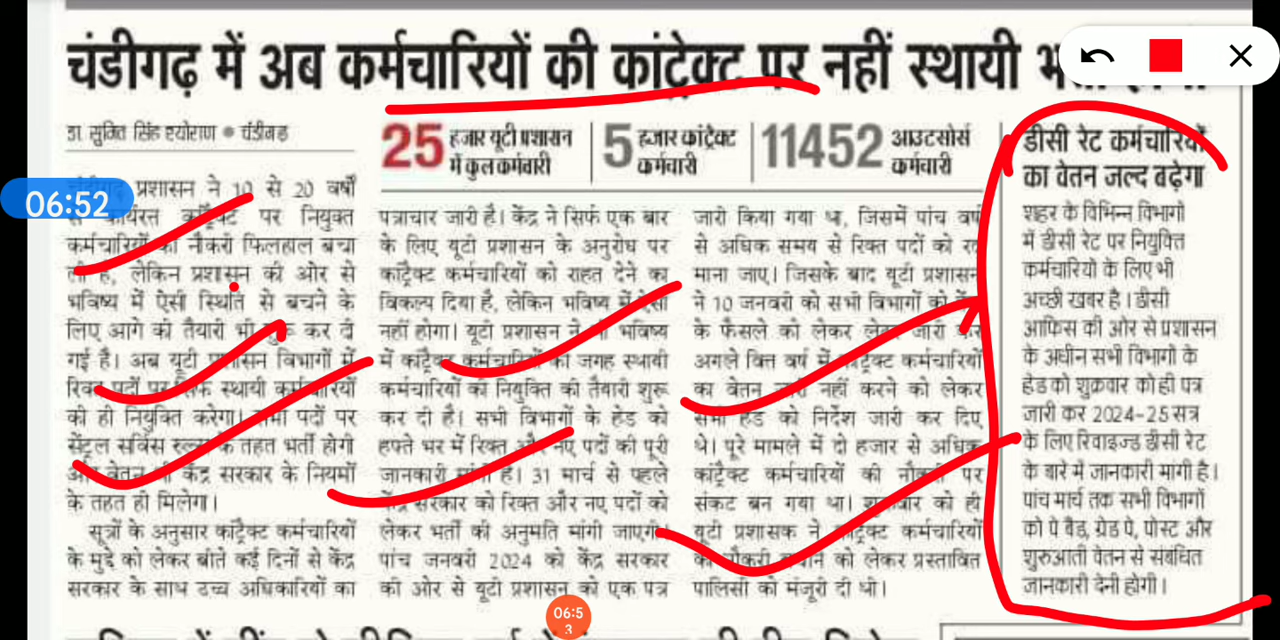 चंडीगढ़ में अब कर्मचारियों की कांट्रेक्ट पर नहीं स्थायी
डा सुमित सिंह श्योराण • चंडीगढ़
25 हजार यूटी प्रशासन
में कुल कर्मचारी
5 हजार कांट्रेक्ट
कर्मचारी
11452 आउटसोर्स
कर्मचारी
06:52
प्रशासन ने 10 से 20 वर्षों
पर नियुक्त
कर्मचारियों की नौकरी फिलहाल बचा
ली है, लेकिन प्रशासन की ओर से
भविष्य में ऐसी स्थिति से बचने के
लिए आगे की तैयारी भी शुरू कर दी
गई है। अब यूटी प्रशासन विभागों में
रिक्त पदों पर सिर्फ स्थायी कर्मचारियों
की ही नियुक्ति करेगा। सभी पदों पर
सेंट्रल सर्विस रूल्स के तहत भर्ती होगी
और वेतन भी केंद्र सरकार के नियमों
के तहत ही मिलेगा।
सूत्रों के अनुसार कांट्रैक्ट कर्मचारियों
के मुद्दे को लेकर बीते कई दिनों से केंद्र
सरकार के साथ उच्च अधिकारियों का
पत्राचार जारी है। केंद्र ने सिर्फ एक बार
के लिए यूटी प्रशासन के अनुरोध पर
कांट्रैक्ट कर्मचारियों को राहत देने का
विकल्प दिया है, लेकिन भविष्य में ऐसा
नहीं होगा। यूटी प्रशासन ने भी भविष्य
में कांट्रैक्ट कर्मचारियों की जगह स्थायी
कर्मचारियों की नियुक्ति की तैयारी शुरू
कर दी है। सभी विभागों के हेड को
हफ्ते भर में रिक्त और नए पदों की पूरी
जानकारी मांगी है। 31 मार्च से पहले
केंद्र सरकार को रिक्त और नए पदों को
लेकर भर्ती की अनुमति मांगी जाएगी।
पांच जनवरी 2024 को केंद्र सरकार
की ओर से यूटी प्रशासन को एक पत्र
जारी किया गया था, जिसमें पांच वर्ष
से अधिक समय से रिक्त पदों को रद्द
माना जाए। जिसके बाद यूटी प्रशासन
ने 10 जनवरी को सभी विभागों को केंद्र
के फैसले को लेकर लेटर जारी कर
अगले वित्त वर्ष में कांट्रैक्ट कर्मचारियों
का वेतन जारी नहीं करने को लेकर
सभी हेड को निर्देश जारी कर दिए
थे। पूरे मामले में दो हजार से अधिक
कांट्रैक्ट कर्मचारियों की नौकरी पर
संकट बन गया था। शुक्रवार को ही
यूटी प्रशासक ने कांट्रैक्ट कर्मचारियों
की नौकरी बचाने को लेकर प्रस्तावित
पालिसी को मंजूरी दी थी।
डीसी रेट कर्मचारियों
का वेतन जल्द बढ़ेगा
शहर के विभिन्न विभागों
में डीसी रेट पर नियुक्ति
कर्मचारियों के लिए भी
अच्छी खबर है। डीसी
आफिस की ओर से प्रशासन
के अधीन सभी विभागों के
हेड को शुक्रवार को ही पत्र
जारी कर 2024-25 सत्र
के लिए रिवाइज्ड डीसी रेट
के बारे में जानकारी मांगी है।
पांच मार्च तक सभी विभागों
को पे बैंड, ग्रेड पे, पोस्ट और
शुरुआती वेतन से संबंधित
जानकारी देनी होगी।
06:5
3